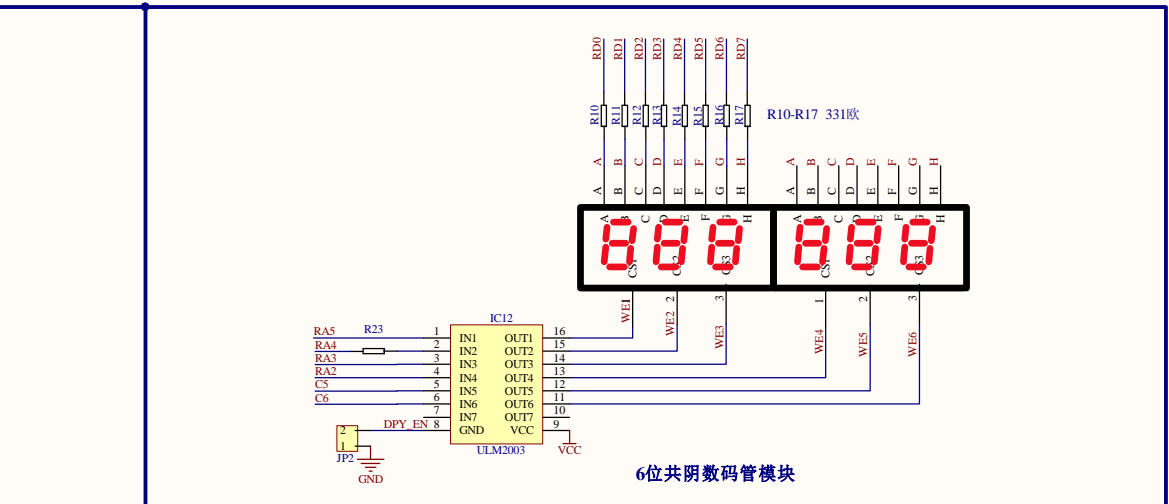 RD0 RD1 RD2 RD3 RD4 RD5 RD6 RD7
R10 R11 R12 R13 R14 R15 R16 R17 R10-R17 331欧
A B C D E F G H A B C D E F G H
A B C D E F G H A B C D E F G H
A B C D E F G H A B C D E F G H
CS1 CS2 CS3 CS1 CS2 CS3
1 2 3 1 2 3
WE1 WE2 WE3 WE4 WE5 WE6
IC12
RA5 R23 1 IN1 OUT1 16
RA4 2 IN2 OUT2 15
RA3 3 IN3 OUT3 14
RA2 4 IN4 OUT4 13
C5 5 IN5 OUT5 12
C6 6 IN6 OUT6 11
7 IN7 OUT7 10
2 DPY_EN 8 GND VCC 9
1
JP2 ULM2003 VCC
GND
6位共阴数码管模块